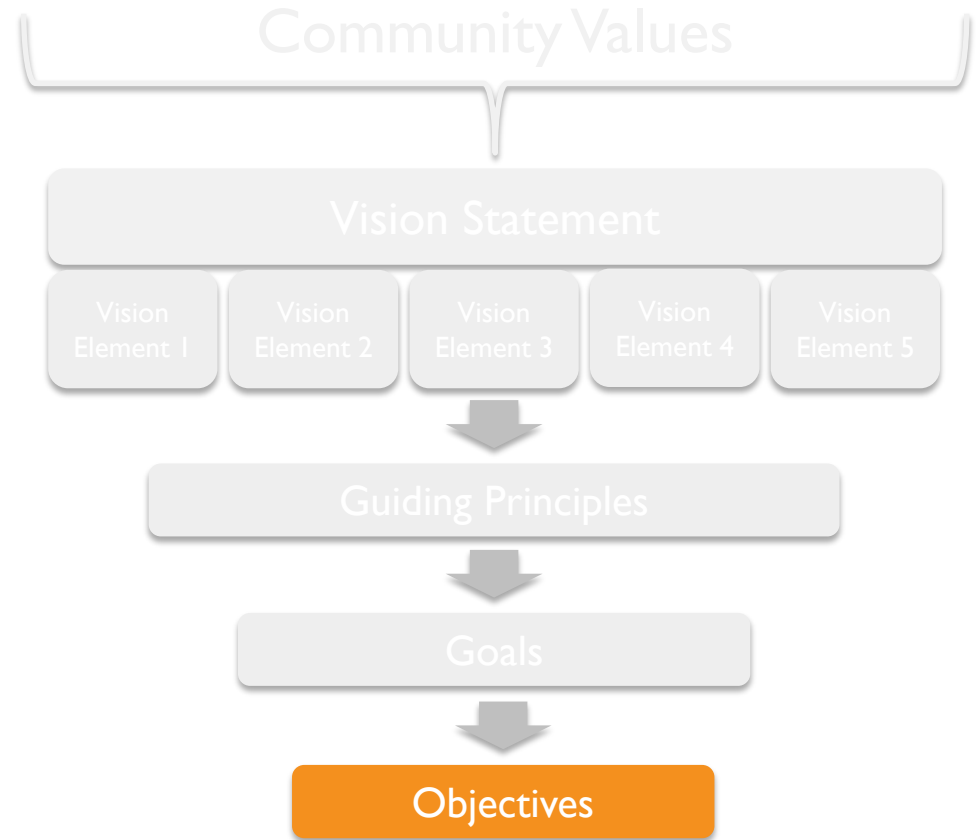 Community Values
Vision Statement
Vision
Element 1
Vision
Element 2
Vision
Element 3
Vision
Element 4
Vision
Element 5
Guiding Principles
Goals
Objectives